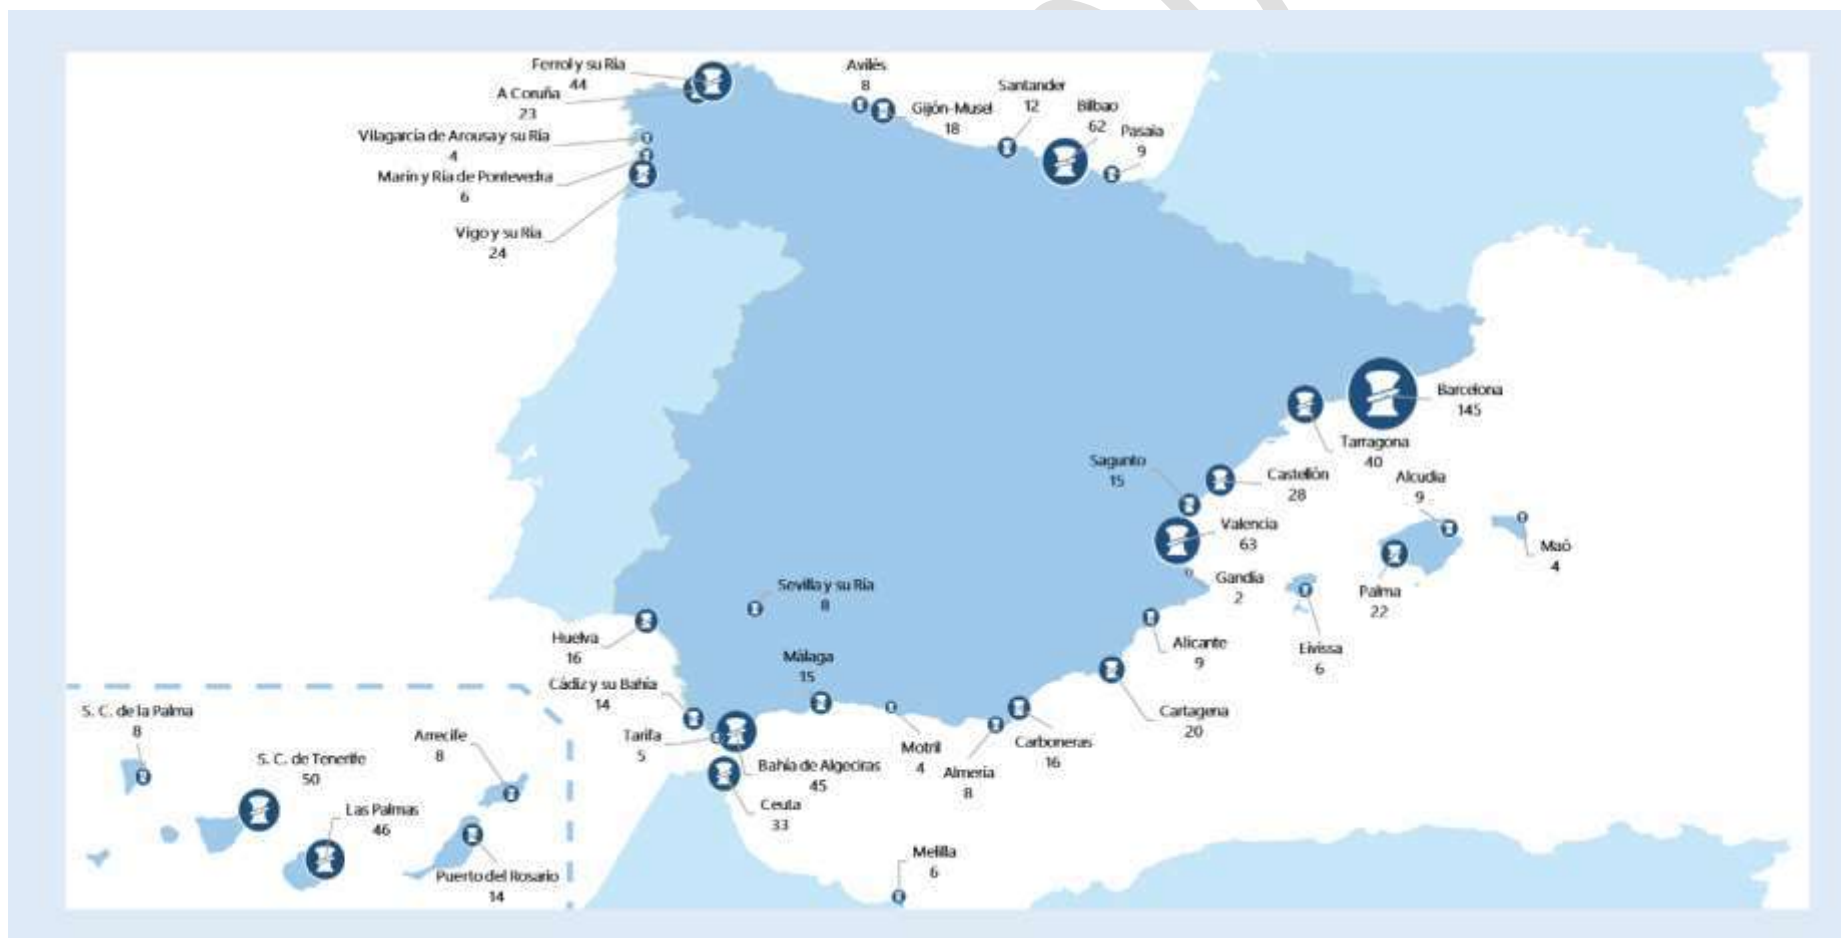 Ferrol y su Ría
44
A Coruña
23
Vilagarcía de Arousa y su Ría
4
Marín y Ría de Pontevedra
6
Vigo y su Ría
24
Avilés
8
Gijón-Musel
18
Santander
12
Bilbao
62
Pasaia
9
Barcelona
145
Tarragona
40
Castellón
28
Sagunto
15
Valencia
63
Gandia
2
Alcudia
9
Maó
4
Palma
22
Eivissa
6
Alicante
9
Cartagena
20
Sevilla y su Ría
8
Huelva
16
Málaga
15
Cádiz y su Bahía
14
Tarifa
5
Bahía de Algeciras
45
Ceuta
33
Motril
4
Almería
8
Carboneras
16
Melilla
6
S. C. de la Palma
8
S. C. de Tenerife
50
Las Palmas
46
Arrecife
8
Puerto del Rosario
14